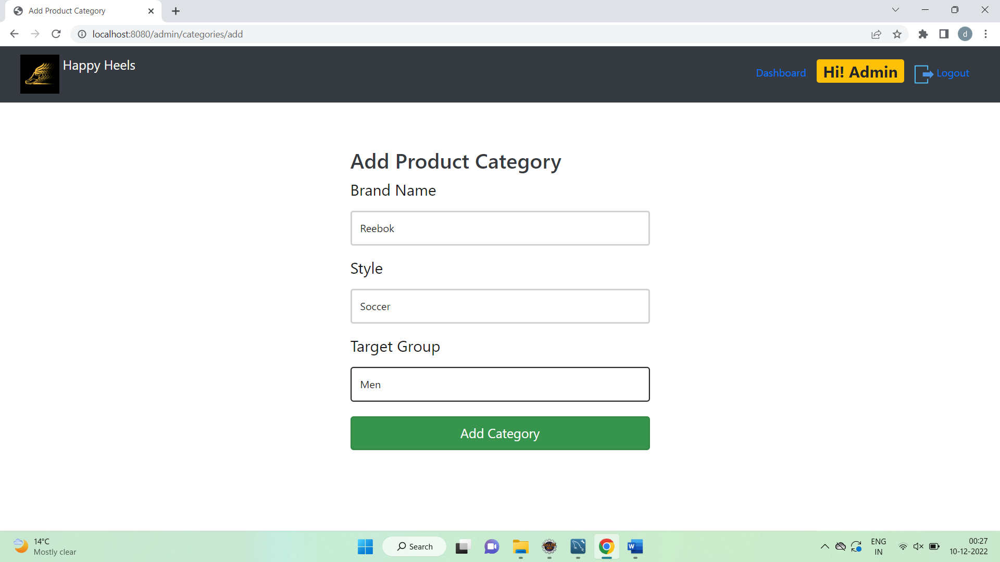 Add Product Category
localhost:8080/admin/categories/add
d
Happy Heels
Dashboard
Hi! Admin
Logout
Add Product Category
Brand Name
Reebok
Style
Soccer
Target Group
Men
Add Category
14°C
Mostly clear
Search
W
ENG
IN
00:27
10-12-2022